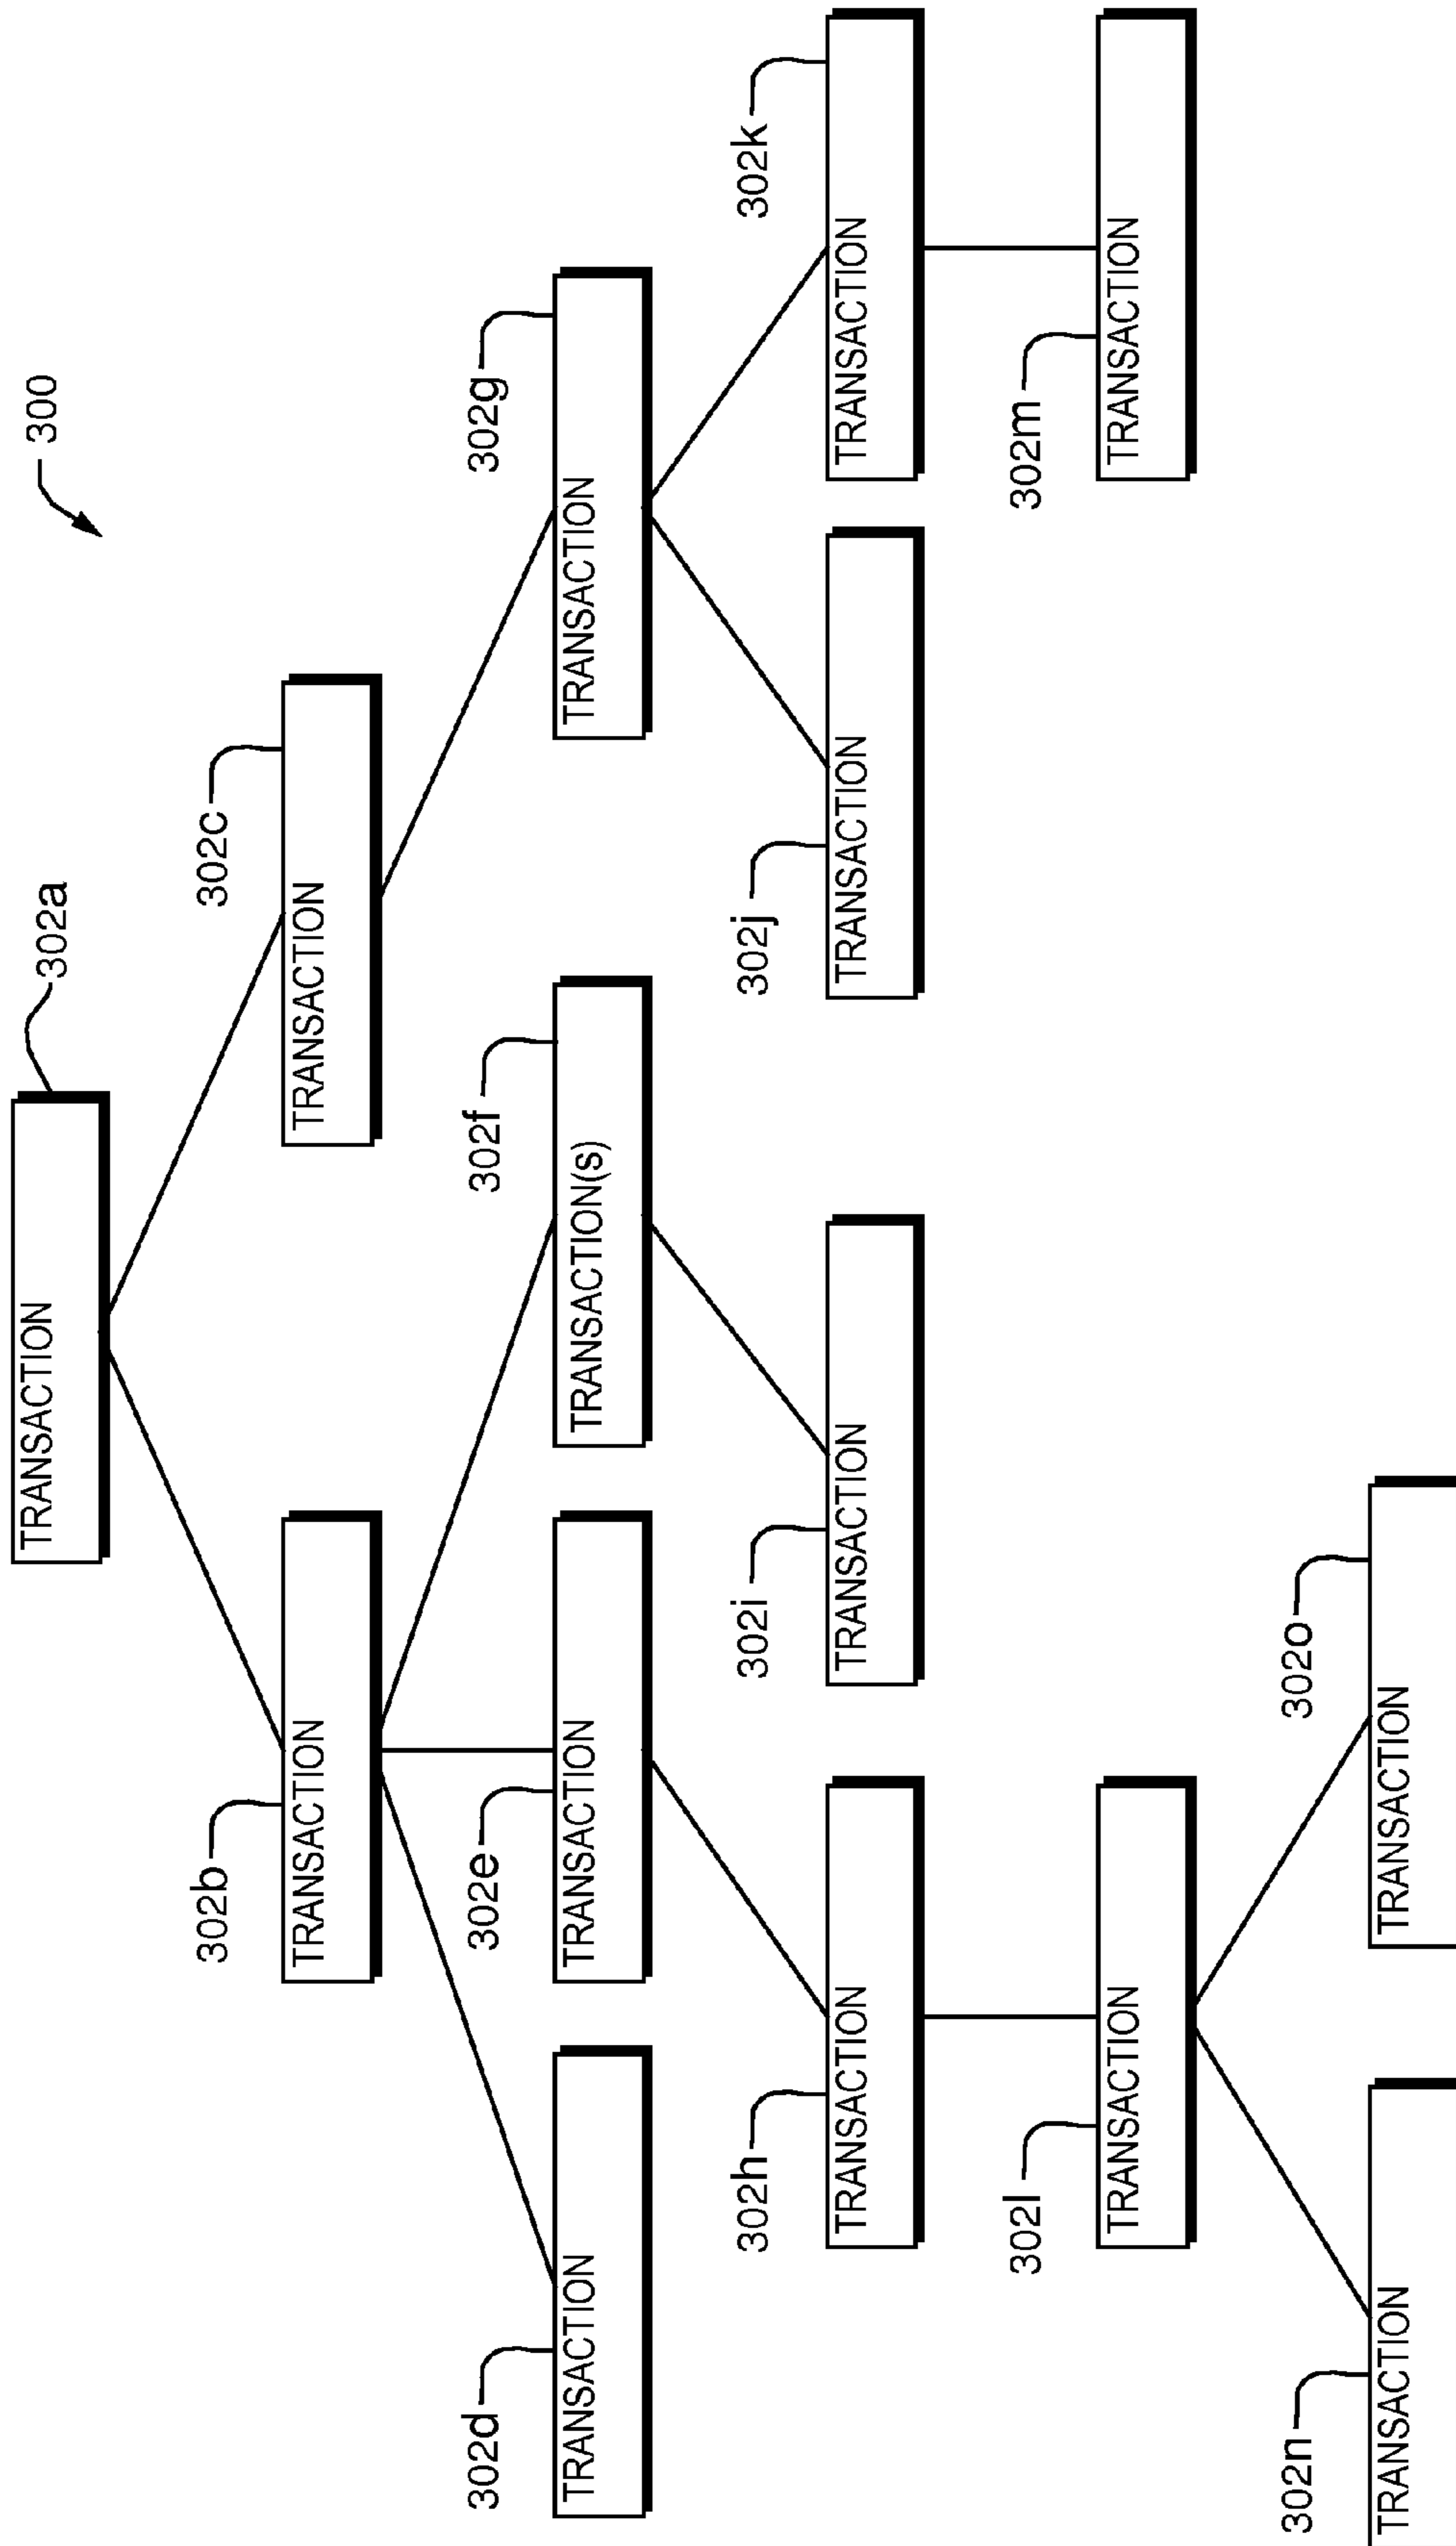 300
302a
TRANSACTION
302b
302c
TRANSACTION
TRANSACTION
302d
302e
302f
302g
TRANSACTION
TRANSACTION
TRANSACTION(s)
TRANSACTION
302h
302i
302j
302k
TRANSACTION
TRANSACTION
TRANSACTION
TRANSACTION
302l
302m
TRANSACTION
TRANSACTION
302n
302o
TRANSACTION
TRANSACTION